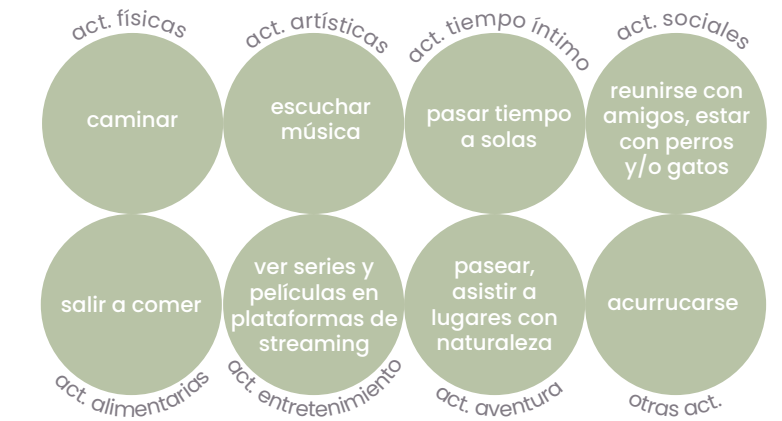 act. físicas
caminar
act. artísticas
escuchar
música
act. tiempo íntimo
pasar tiempo
a solas
act. sociales
reunirse con
amigos, estar
con perros
y/o gatos
salir a comer
act. alimentarias
ver series y
películas en
plataformas de
streaming
act. entretenimiento
pasear,
asistir a
lugares con
naturaleza
act. aventura
acurrucarse
otras act.